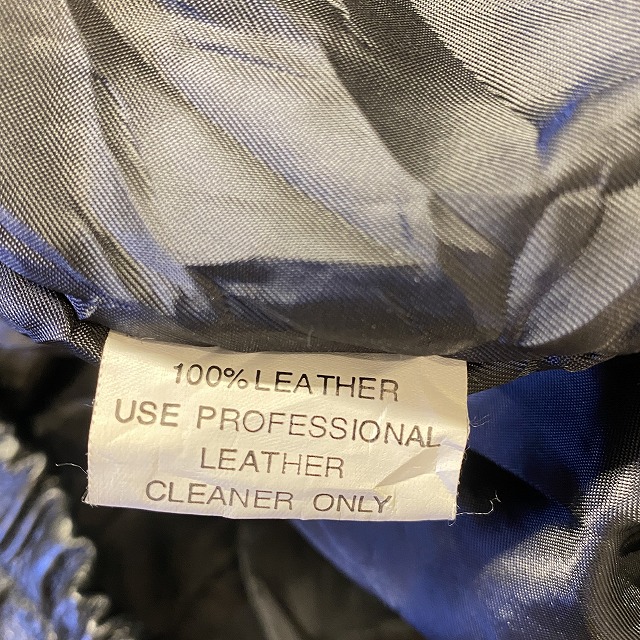 100% LEATHER
USE PROFESSIONAL
LEATHER
CLEANER ONLY